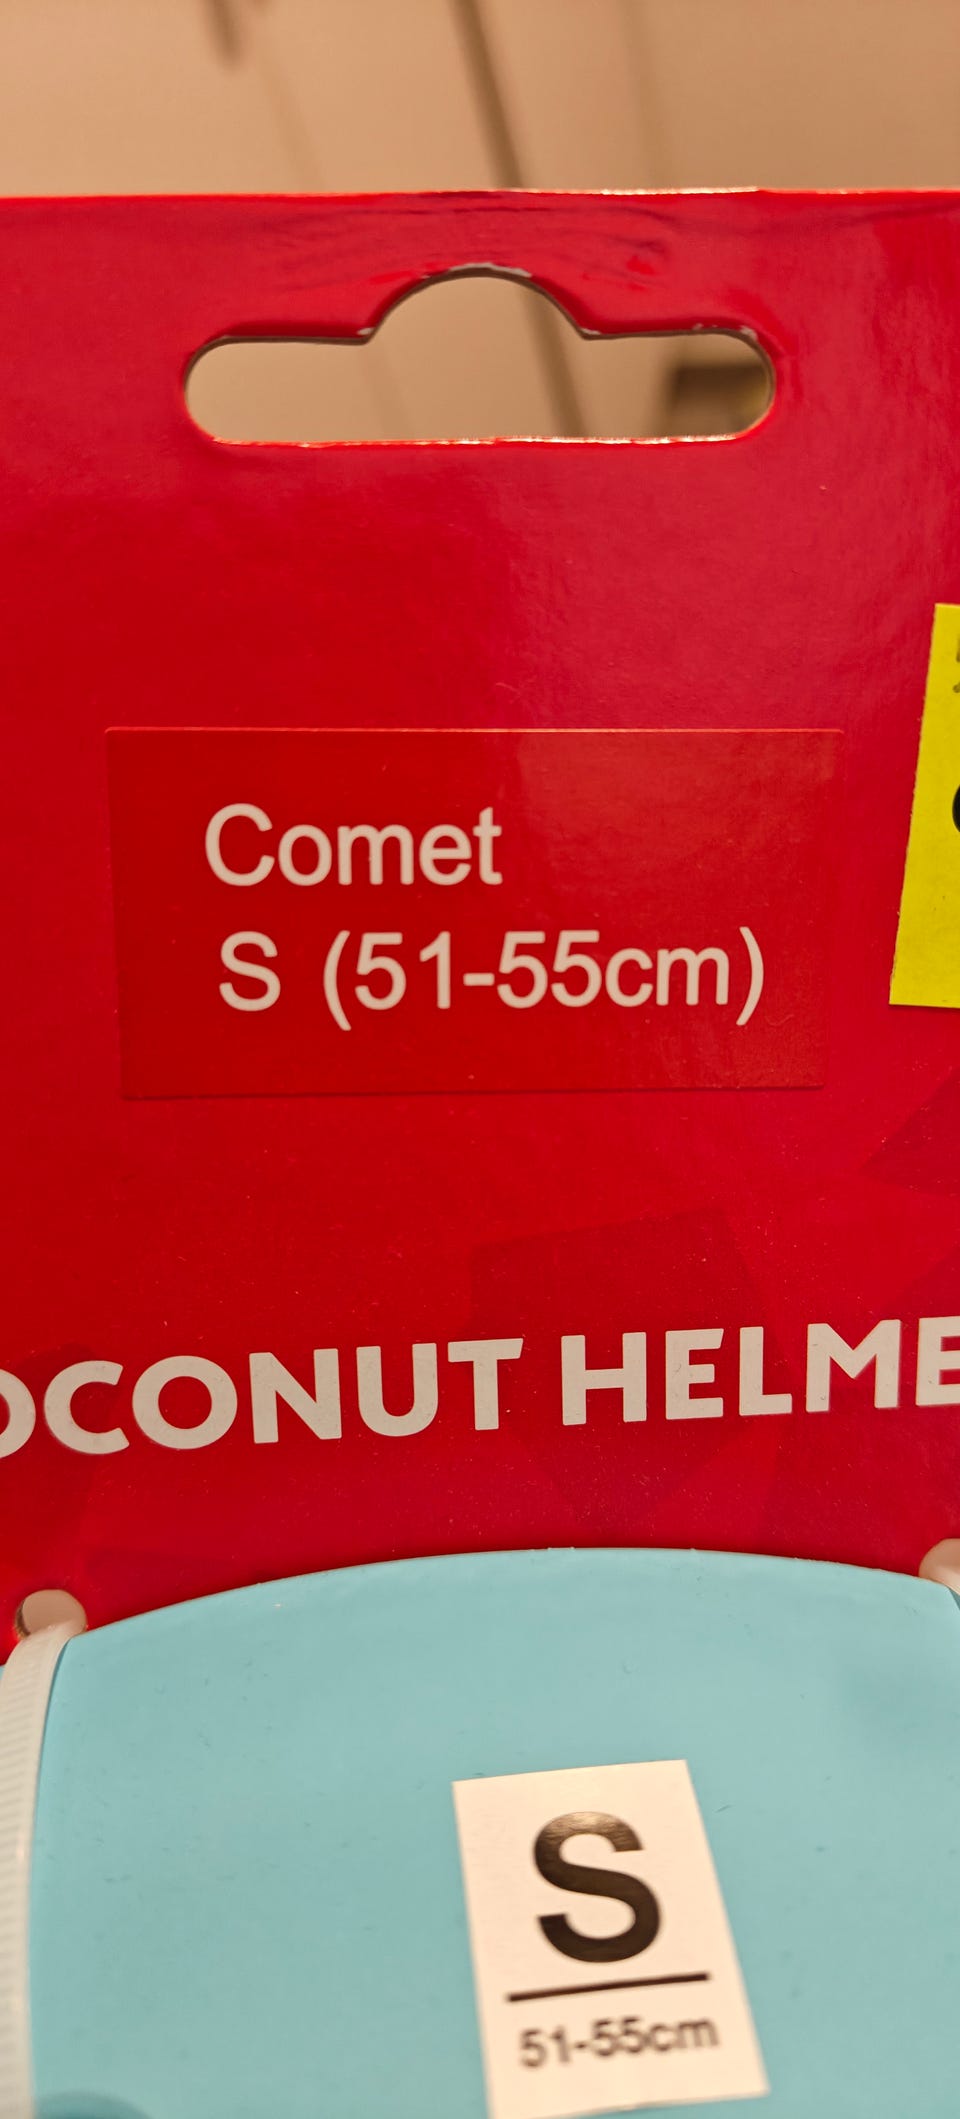 Comet
S (51-55cm)
OCONUT HELME
S
51-55cm